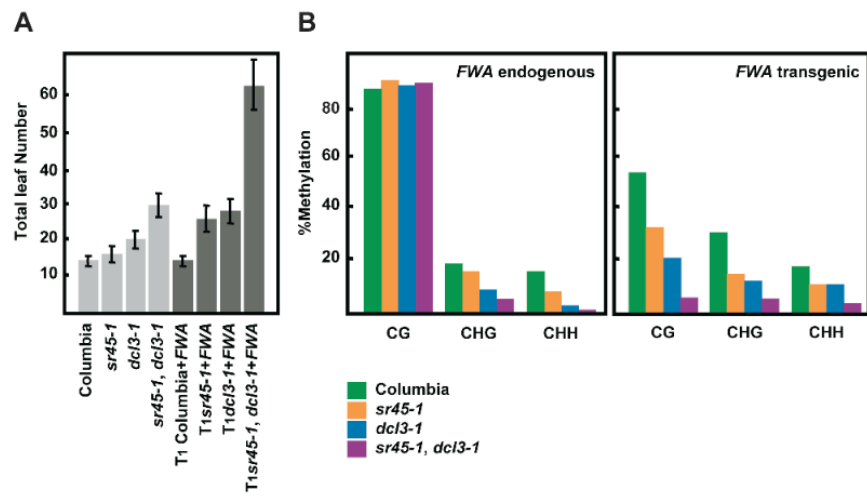 A
Total leaf Number
60
50
40
30
20
10
Columbia
sr45-1
dcl3-1
sr45-1, dcl3-1
T1 Columbia+FWA
T1sr45-1+FWA
T1dcl3-1+FWA
T1sr45-1, dcl3-1+FWA
B
%Methylation
80
60
40
20
FWA endogenous
CG
CHG
CHH
FWA transgenic
CG
CHG
CHH
Columbia
sr45-1
dcl3-1
sr45-1, dcl3-1